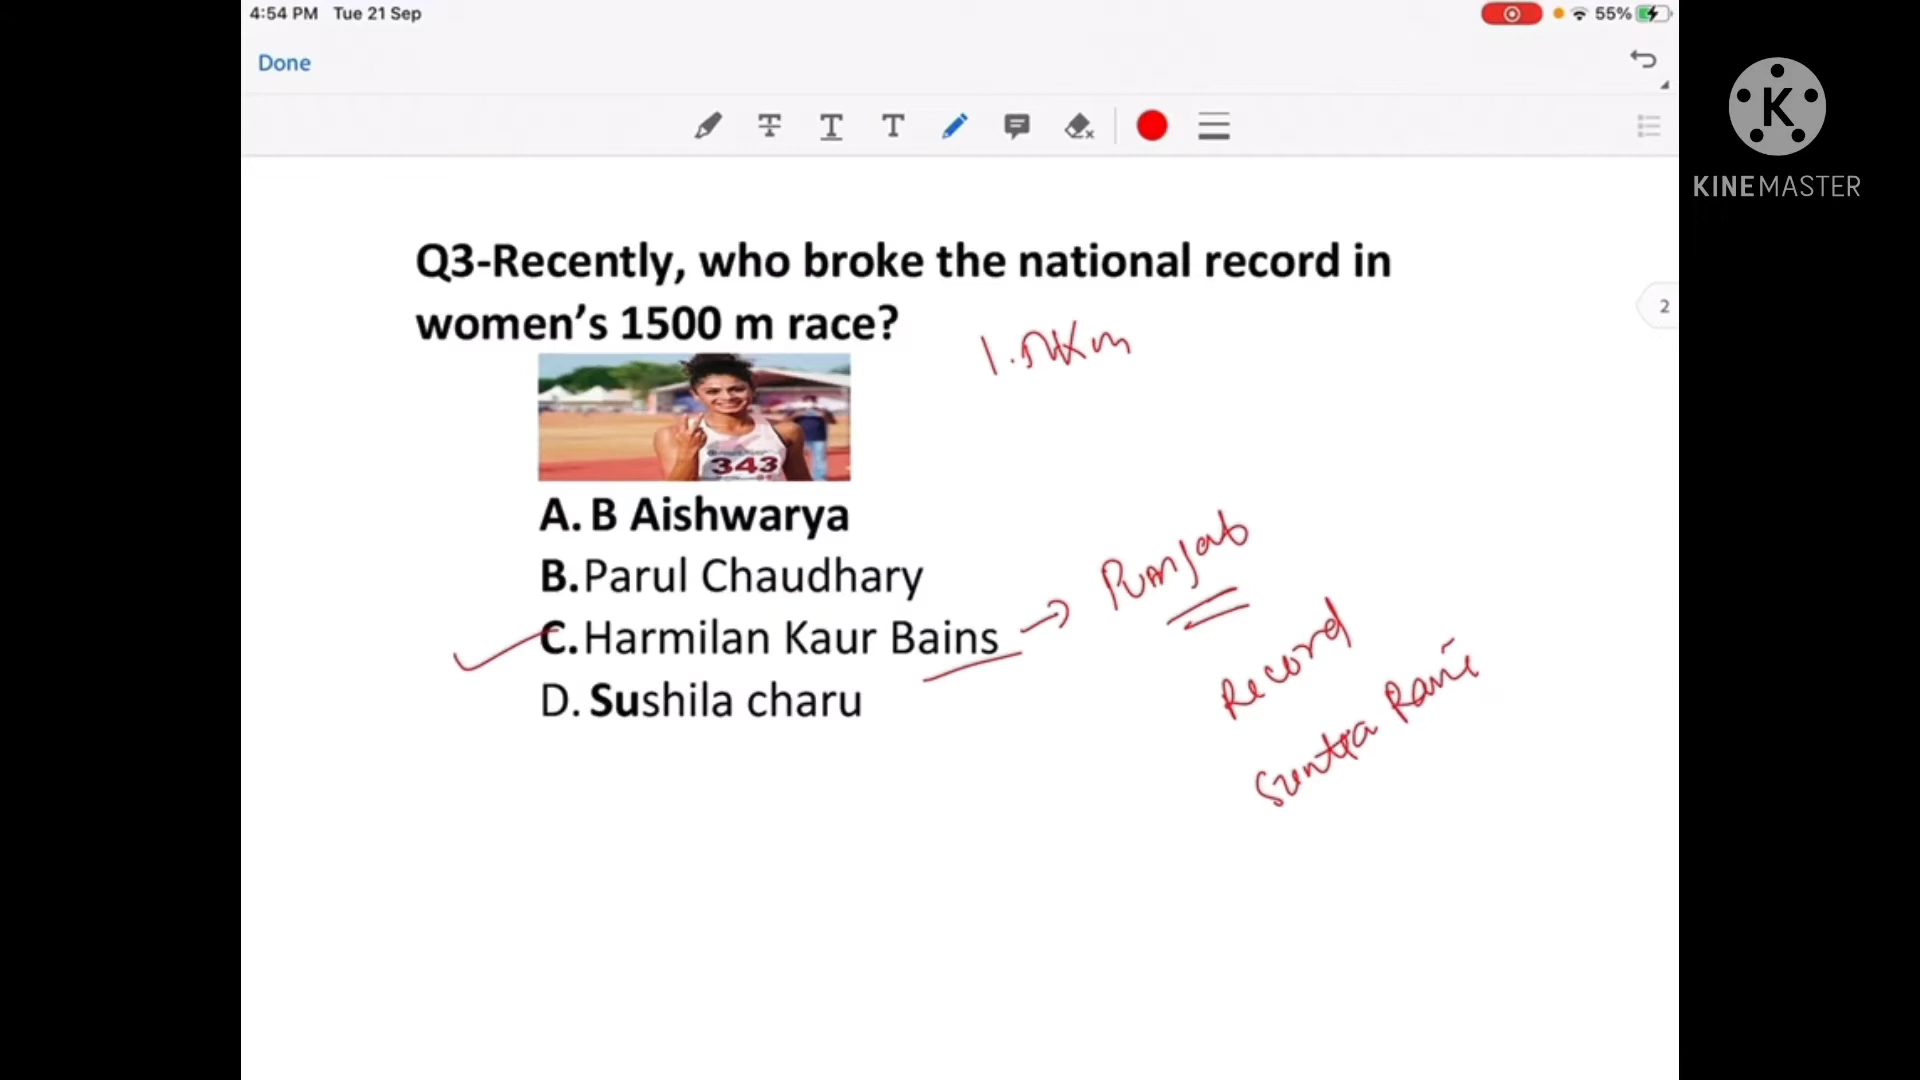 4:54 PM Tue 21 Sep
55%
Done
K
KINEMASTER
2
Q3-Recently, who broke the national record in
women's 1500 m race?
343
A. B Aishwarya
B.Parul Chaudhary
C.Harmilan Kaur Bains
D. Sushila charu
Punjab
Record
Rani